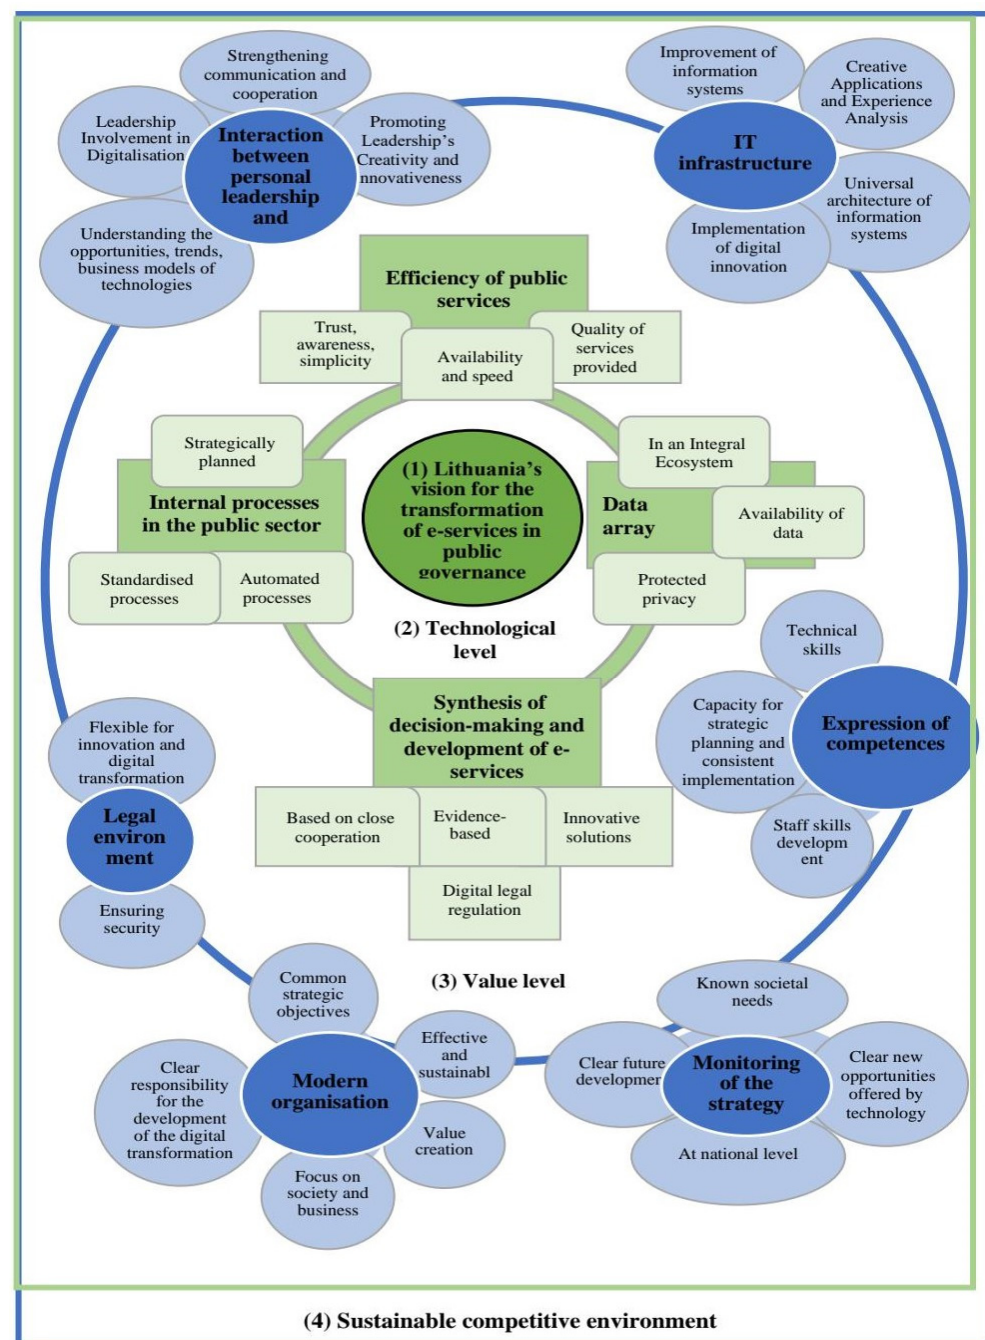 Strengthening
communication and
cooperation
Leadership
Involvement in
Digitalisation
Interaction
between
personal
leadership
and
Promoting
Leadership's
Creativity and
Understanding the
opportunities, trends,
business models of
technologies
Improvement of
information
systems
Creative
Applications
and Experience
Analysis
IT
infrastructure
Universal
architecture of
information
systems
Implementation
of digital
innovation
Efficiency of public
services
Trust,
awareness,
simplicity
Availability
and speed
Quality of
services
provided
Strategically
planned
Internal processes
in the public sector
Standardised
processes
Automated
processes
(1) Lithuania's
vision for the
transformation
of e-services in
public
governance
In an Integral
Ecosystem
Data
array
Availability of
data
Protected
privacy
(2) Technological
level
Technical
skills
Capacity for
strategic
planning and
consistent
implementation
Expression of
competences
Staff skills
developm
ent
Synthesis of
decision-making and
development of e-
services
Based on close
cooperation
Evidence-
based
Innovative
solutions
Digital legal
regulation
Flexible for
innovation and
digital
transformation
Legal
environ
ment
Ensuring
security
(3) Value level
Common
strategic
objectives
Effective
and
sustainabl
Clear
responsibility
for the
development
of the digital
transformation
Modern
organisation
Value
creation
Focus on
society and
business
Known societal
needs
Clear future
Monitoring
of the
strategy
Clear new
opportunities
offered by
technology
At national level
(4) Sustainable competitive environment